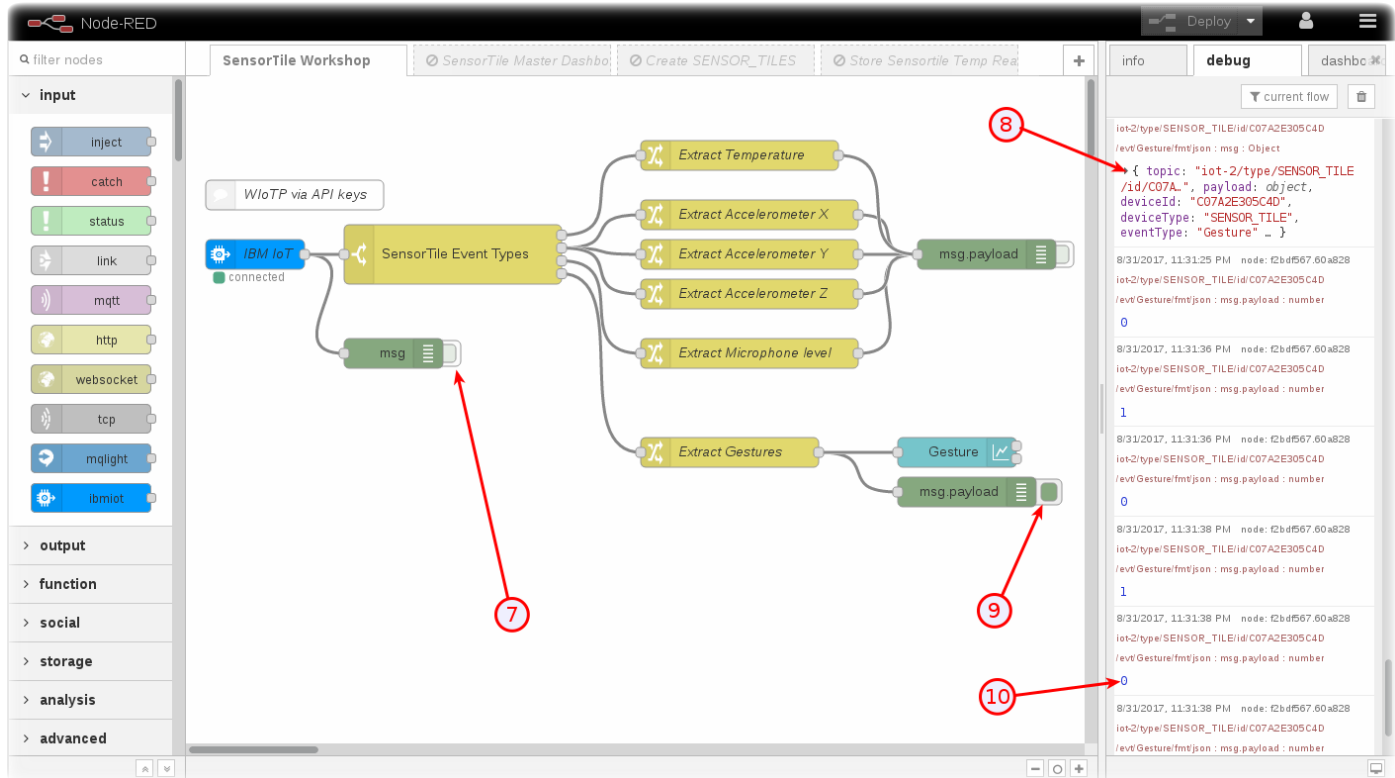 Node-RED
Deploy
filter nodes
SensorTile Workshop
SensorTile Master Dashbo
Create SENSOR_TILES
Store Sensortile Temp Rea
+
info
debug
dashbc
input
inject
catch
status
link
mqtt
http
websocket
tcp
mqlight
ibmiot
output
function
social
storage
analysis
advanced
WIoTP via API keys
IBM IoT
connected
SensorTile Event Types
msg
Extract Temperature
Extract Accelerometer X
Extract Accelerometer Y
Extract Accelerometer Z
Extract Microphone level
Extract Gestures
msg.payload
Gesture
msg.payload
7
8
9
10
current flow
iot-2/type/SENSOR_TILE/id/C07A2E305C4D
/evt/Gesture/fmt/json : msg : Object
{ topic: "iot-2/type/SENSOR_TILE
/id/C07A…", payload: object,
deviceId: "C07A2E305C4D",
deviceType: "SENSOR_TILE",
eventType: "Gesture" … }
8/31/2017, 11:31:25 PM node: f2bdf567.60a828
iot-2/type/SENSOR_TILE/id/C07A2E305C4D
/evt/Gesture/fmt/json : msg.payload : number
0
8/31/2017, 11:31:36 PM node: f2bdf567.60a828
iot-2/type/SENSOR_TILE/id/C07A2E305C4D
/evt/Gesture/fmt/json : msg.payload : number
1
8/31/2017, 11:31:36 PM node: f2bdf567.60a828
iot-2/type/SENSOR_TILE/id/C07A2E305C4D
/evt/Gesture/fmt/json : msg.payload : number
0
8/31/2017, 11:31:38 PM node: f2bdf567.60a828
iot-2/type/SENSOR_TILE/id/C07A2E305C4D
/evt/Gesture/fmt/json : msg.payload : number
1
8/31/2017, 11:31:38 PM node: f2bdf567.60a828
iot-2/type/SENSOR_TILE/id/C07A2E305C4D
/evt/Gesture/fmt/json : msg.payload : number
0
8/31/2017, 11:31:38 PM node: f2bdf567.60a828
iot-2/type/SENSOR_TILE/id/C07A2E305C4D
/evt/Gesture/fmt/json : msg.payload : number